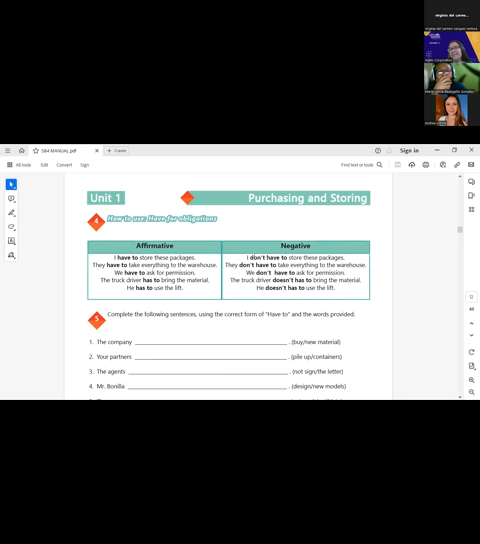 virginia del carme...
virginia del carmen vasquez ventura
SB4 MANUAL.pdf
Create
Sign in
All tools
Edit
Convert
Sign
Find text or tools
Unit 1
Purchasing and Storing
4
How to use: Have for obligations
Affirmative
Negative
I have to store these packages.
They have to take everything to the warehouse.
We have to ask for permission.
The truck driver has to bring the material.
He has to use the lift.
I don't have to store these packages.
They don't have to take everything to the warehouse.
We don't have to ask for permission.
The truck driver doesn't has to bring the material.
He doesn't has to use the lift.
5
Complete the following sentences, using the correct form of "Have to" and the words provided.
1. The company ______________________ . (buy/new material)
2. Your partners ______________________ . (pile up/containers)
3. The agents ______________________ . (not sign/the letter)
4. Mr. Bonilla ______________________ . (design/new models)
12